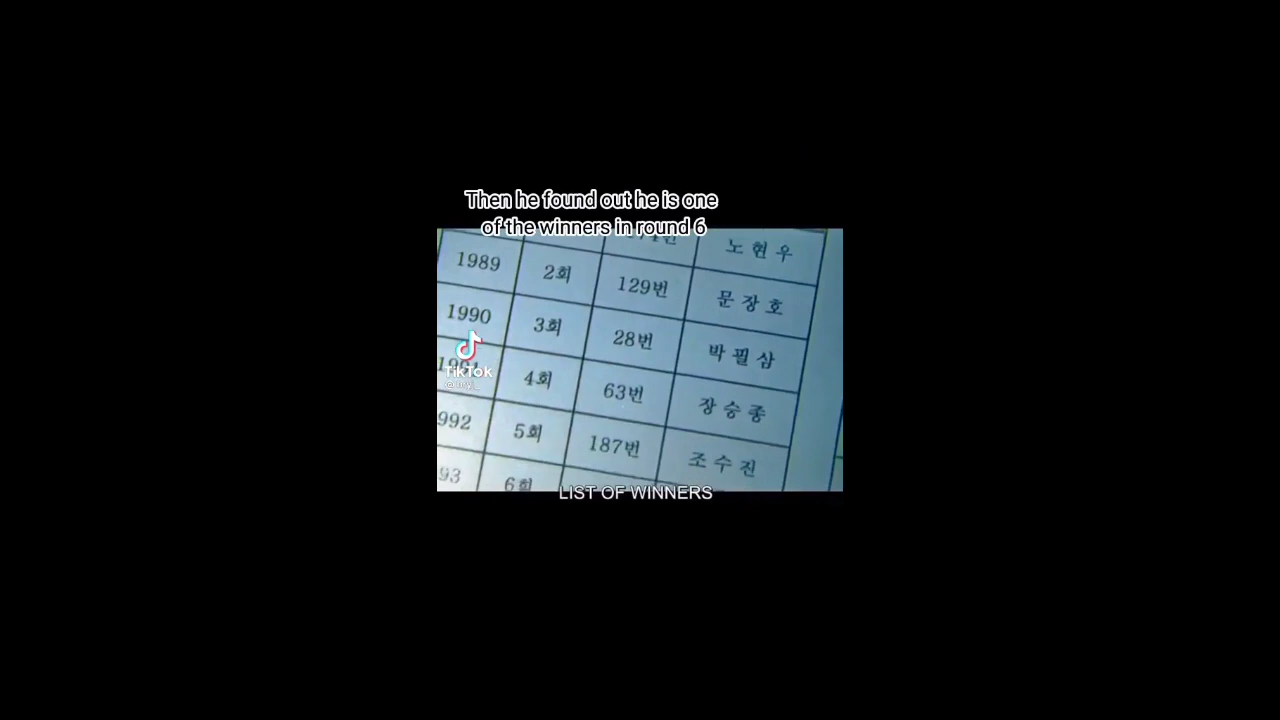 Then he found out he is one
of the winners in round 6
노 현 우
1989 2회 129번 문 장 호
1990 3회 28번 박 필 삼
4회 63번 장 승 종
992 5회 187번 조 수 진
93 6회
LIST OF WINNERS
TikTok